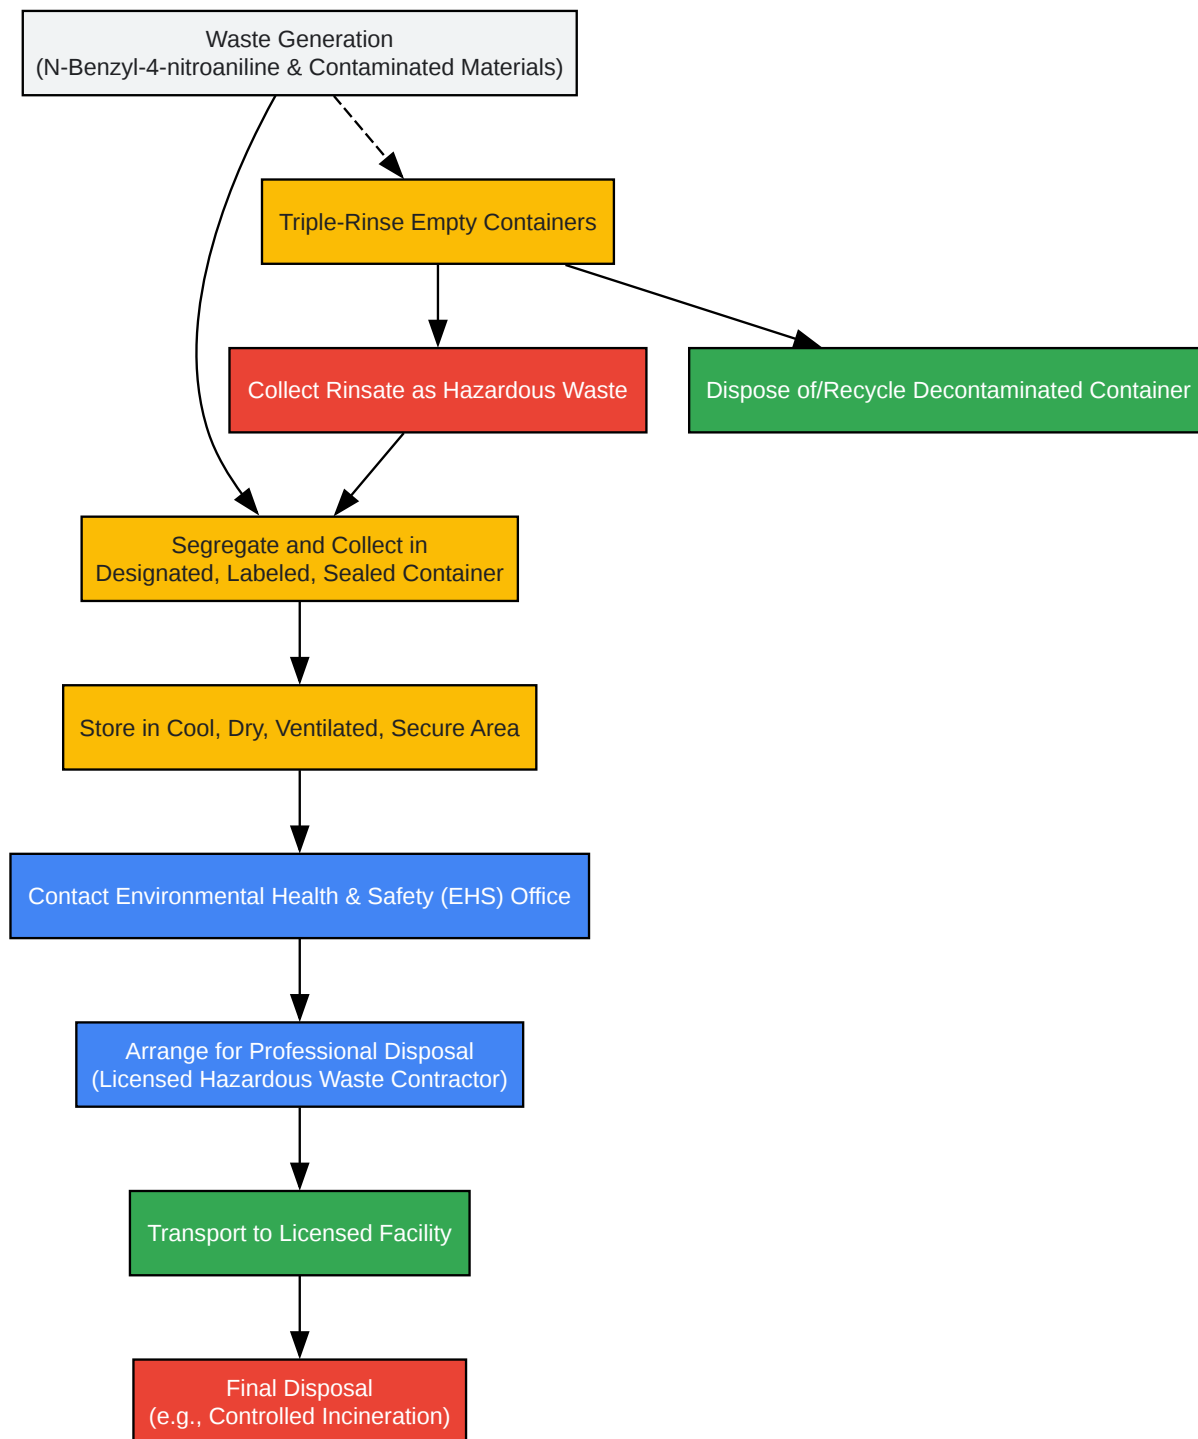 Waste Generation
(N-Benzyl-4-nitroaniline & Contaminated Materials)
Triple-Rinse Empty Containers
Collect Rinsate as Hazardous Waste
Dispose of/Recycle Decontaminated Container
Segregate and Collect in
Designated, Labeled, Sealed Container
Store in Cool, Dry, Ventilated, Secure Area
Contact Environmental Health & Safety (EHS) Office
Arrange for Professional Disposal
(Licensed Hazardous Waste Contractor)
Transport to Licensed Facility
Final Disposal
(e.g., Controlled Incineration)